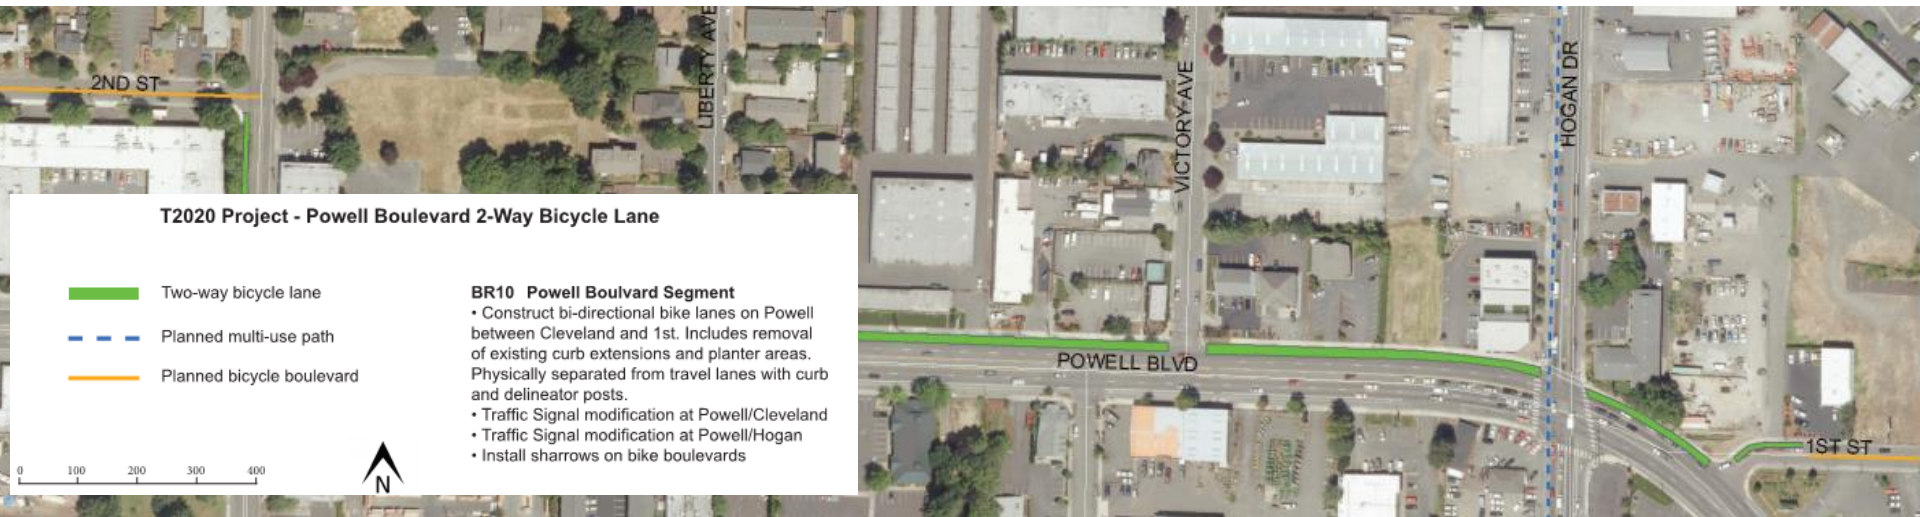 2ND ST
LIBERTY AVE
VICTORY AVE
HOGAN DR
T2020 Project - Powell Boulevard 2-Way Bicycle Lane
Two-way bicycle lane
Planned multi-use path
Planned bicycle boulevard
BR10 Powell Boulvard Segment
• Construct bi-directional bike lanes on Powell
between Cleveland and 1st. Includes removal
of existing curb extensions and planter areas.
Physically separated from travel lanes with curb
and delineator posts.
• Traffic Signal modification at Powell/Cleveland
• Traffic Signal modification at Powell/Hogan
• Install sharrows on bike boulevards
0 100 200 300 400
N
POWELL BLVD
1ST ST